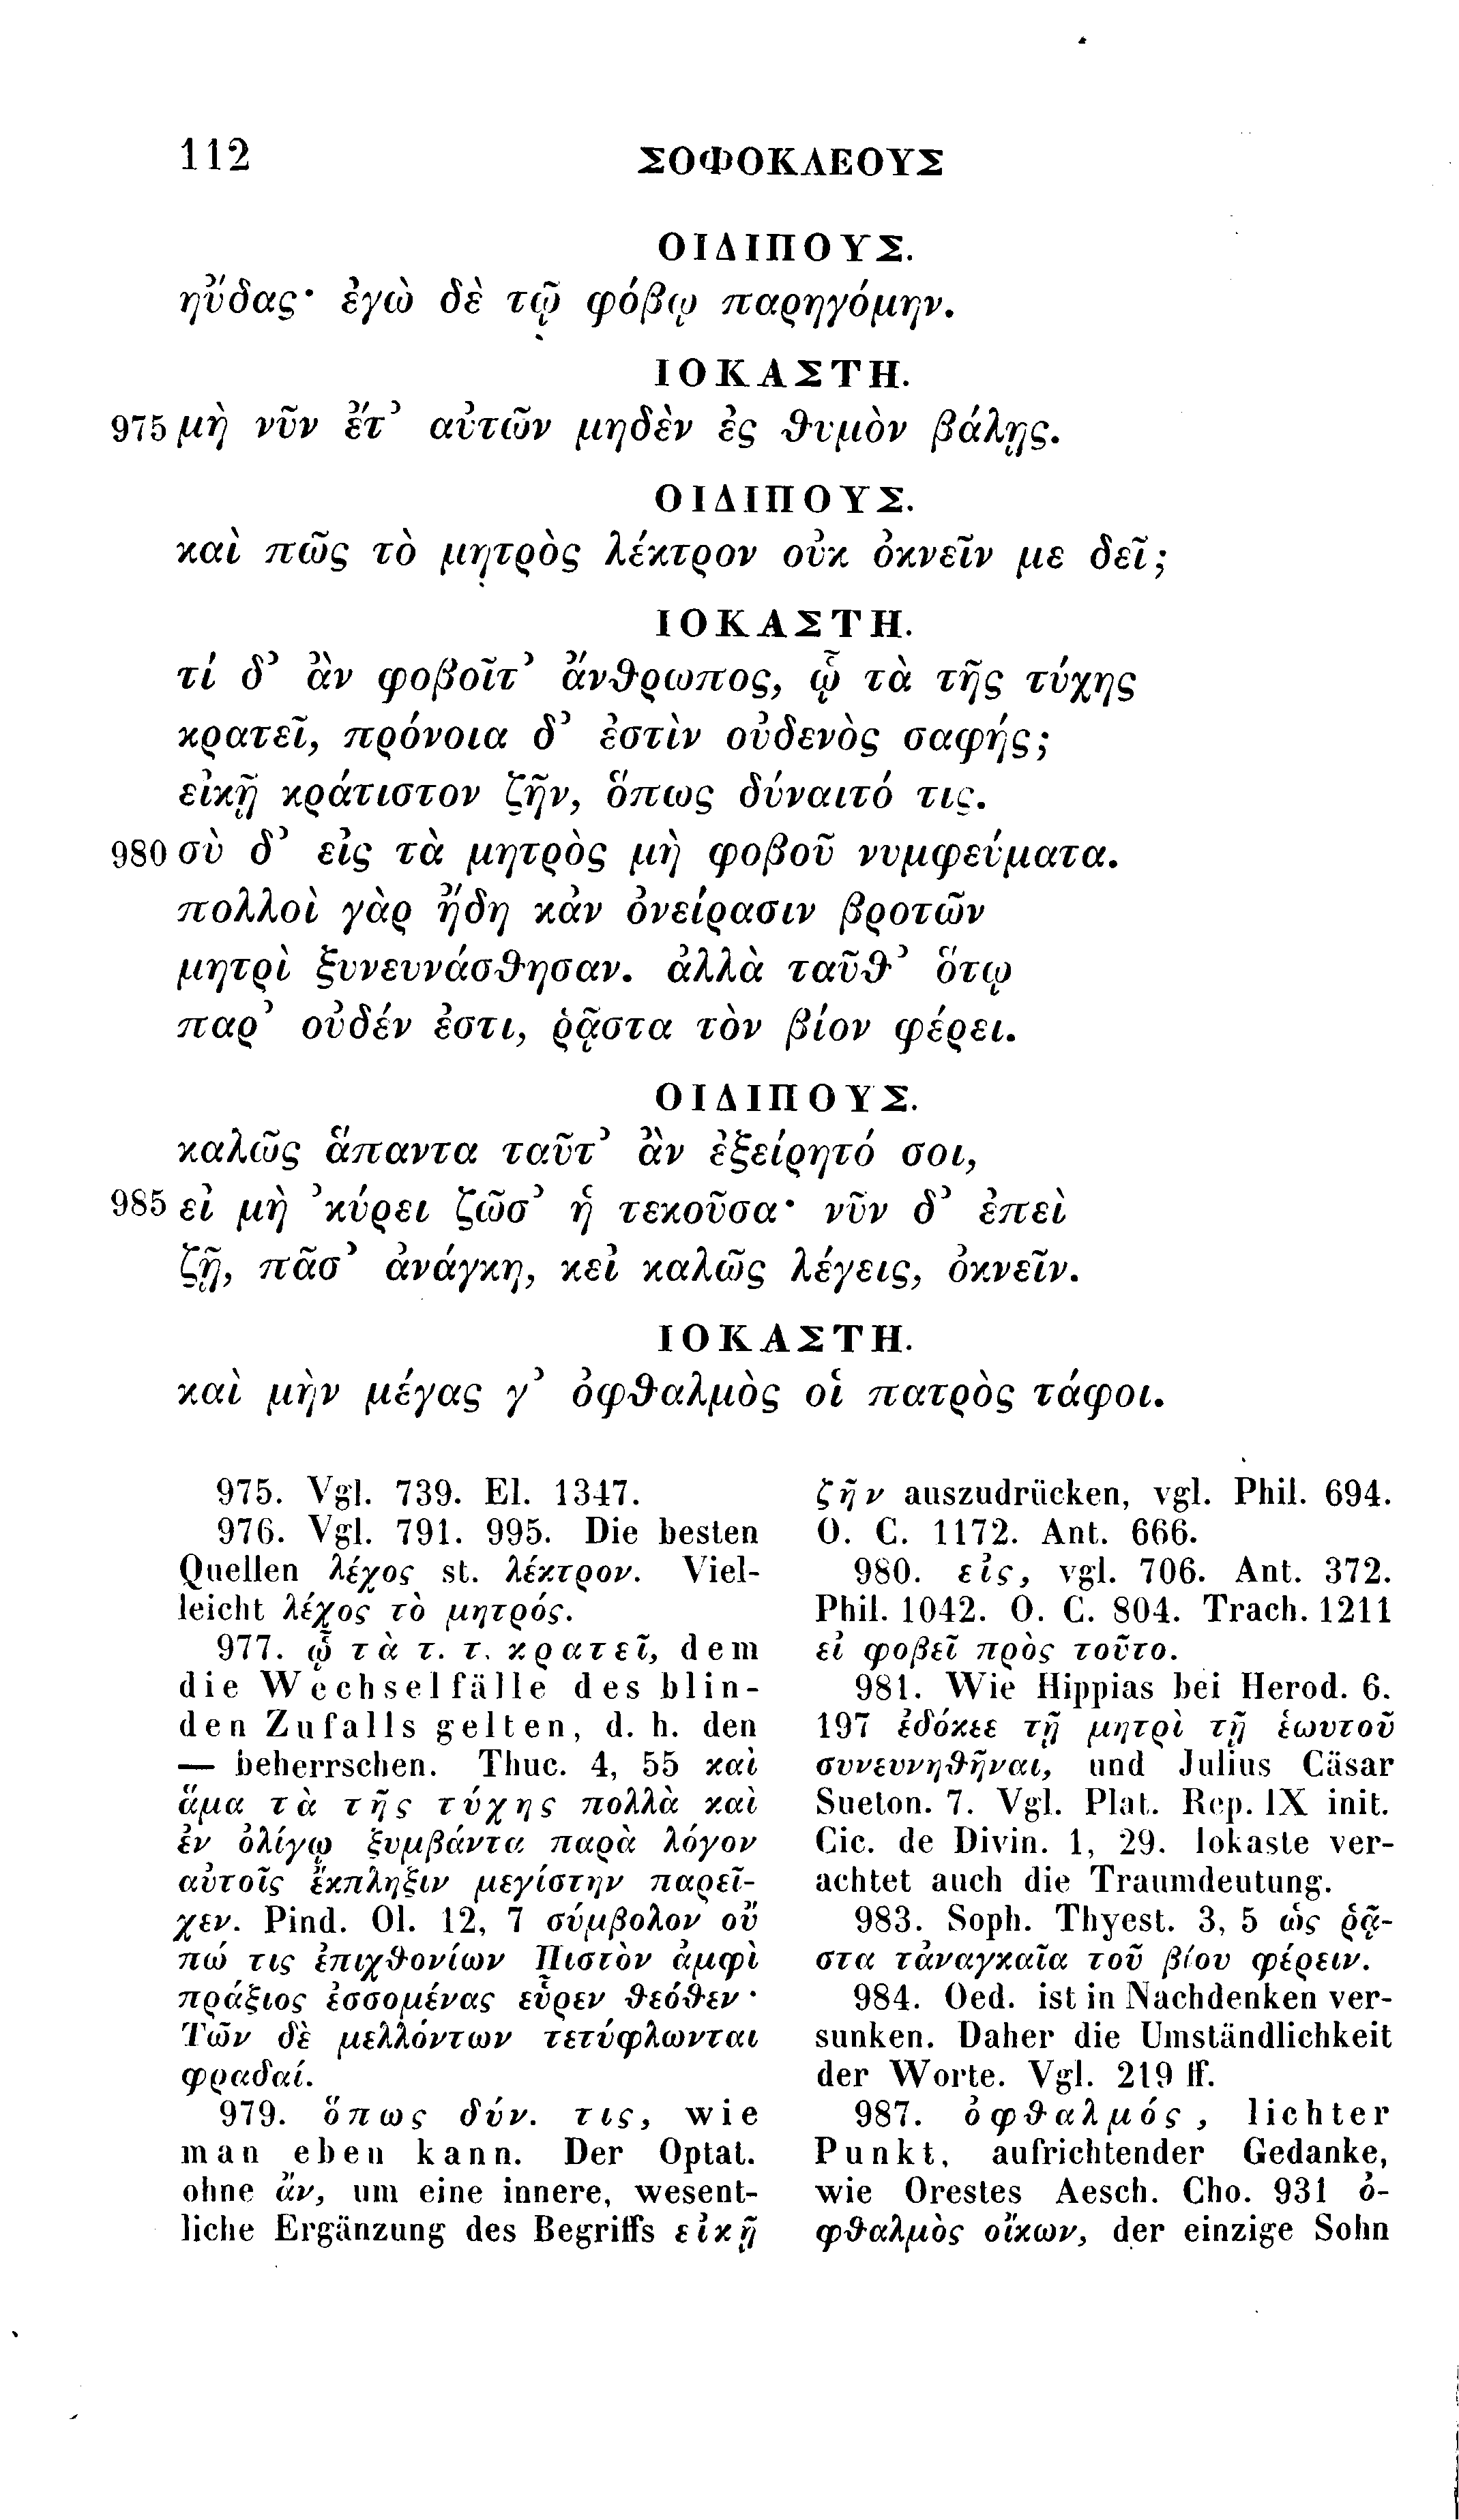 112
ΣΟΦΟΚΛΕΟΥΣ
ΟΙΔΙΠΟΥΣ.
ηὔδας· ἐγὼ δὲ τῷ φόβῳ παρηγόμην.
ΙΟΚΑΣΤΗ.
975 μὴ νῦν ἔτ’ αὐτῶν μηδὲν ἐς θυμὸν βάλῃς.
ΟΙΔΙΠΟΥΣ.
καὶ πῶς τὸ μητρὸς λέκτρον οὐκ ὀκνεῖν με δεῖ;
ΙΟΚΑΣΤΗ.
τί δ’ ἂν φοβοῖτ’ ἄνθρωπος, ᾧ τὰ τῆς τύχης
κρατεῖ, πρόνοια δ’ ἐστὶν οὐδενὸς σαφής;
εἰκῇ κράτιστον ζῆν, ὅπως δύναιτό τις.
980 σὺ δ’ εἰς τὰ μητρὸς μὴ φοβοῦ νυμφεύματα.
πολλοὶ γὰρ ἤδη κἀν ὀνείρασιν βροτῶν
μητρὶ ξυνευνάσθησαν. ἀλλὰ ταῦθ’ ὅτῳ
παρ’ οὐδέν ἐστι, ῥᾷστα τὸν βίον φέρει.
ΟΙΔΙΠΟΥΣ.
καλῶς ἅπαντα ταῦτ’ ἂν ἐξείρητό σοι,
985 εἰ μὴ ’κύρει ζῶσ’ ἡ τεκοῦσα· νῦν δ’ ἐπεὶ
ζῇ, πᾶσ’ ἀνάγκη, κεἰ καλῶς λέγεις, ὀκνεῖν.
ΙΟΚΑΣΤΗ.
καὶ μὴν μέγας γ’ ὀφθαλμὸς οἱ πατρὸς τάφοι.
975. Vgl. 739. El. 1347.
976. Vgl. 791. 995. Die besten
Quellen λέχος st. λέκτρον. Viel-
leicht λέχος τὸ μητρός.
977. ᾧ τὰ τ. τ. κρατεῖ, dem
die Wechselfälle des blin-
den Zufalls gelten, d. h. den
— beherrschen. Thuc. 4, 55 καὶ
ἅμα τὰ τῆς τύχης πολλὰ καὶ
ἐν ὀλίγῳ ξυμβάντα παρὰ λόγον
αὐτοῖς ἔκπληξιν μεγίστην παρεῖ-
χεν. Pind. Ol. 12, 7 σύμβολον οὔ
πώ τις ἐπιχθονίων Πιστὸν ἀμφὶ
πράξιος ἐσσομένας εὗρεν θεόθεν·
Τῶν δὲ μελλόντων τετύφλωνται
φραδαί.
979. ὅπως δύν. τις, wie
man eben kann. Der Optat.
ohne ἄν, um eine innere, wesent-
liche Ergänzung des Begriffs εἰκῇ
ζῆν auszudrücken, vgl. Phil. 694.
O. C. 1172. Ant. 666.
980. εἰς, vgl. 706. Ant. 372.
Phil. 1042. O. C. 804. Trach. 1211
εἰ φοβεῖ πρὸς τοῦτο.
981. Wie Hippias bei Herod. 6.
197 ἐδόκεε τῇ μητρὶ τῇ ἑωυτοῦ
συνευνηθῆναι, und Julius Cäsar
Sueton. 7. Vgl. Plat. Rep. IX init.
Cic. de Divin. 1, 29. Iokaste ver-
achtet auch die Traumdeutung.
983. Soph. Thyest. 3, 5 ὡς ῥᾷ-
στα τἀναγκαῖα τοῦ βίου φέρειν.
984. Oed. ist in Nachdenken ver-
sunken. Daher die Umständlichkeit
der Worte. Vgl. 219 ff.
987. ὀφθαλμός, lichter
Punkt, aufrichtender Gedanke,
wie Orestes Aesch. Cho. 931 ὀ-
φθαλμὸς οἴκων, der einzige Sohn